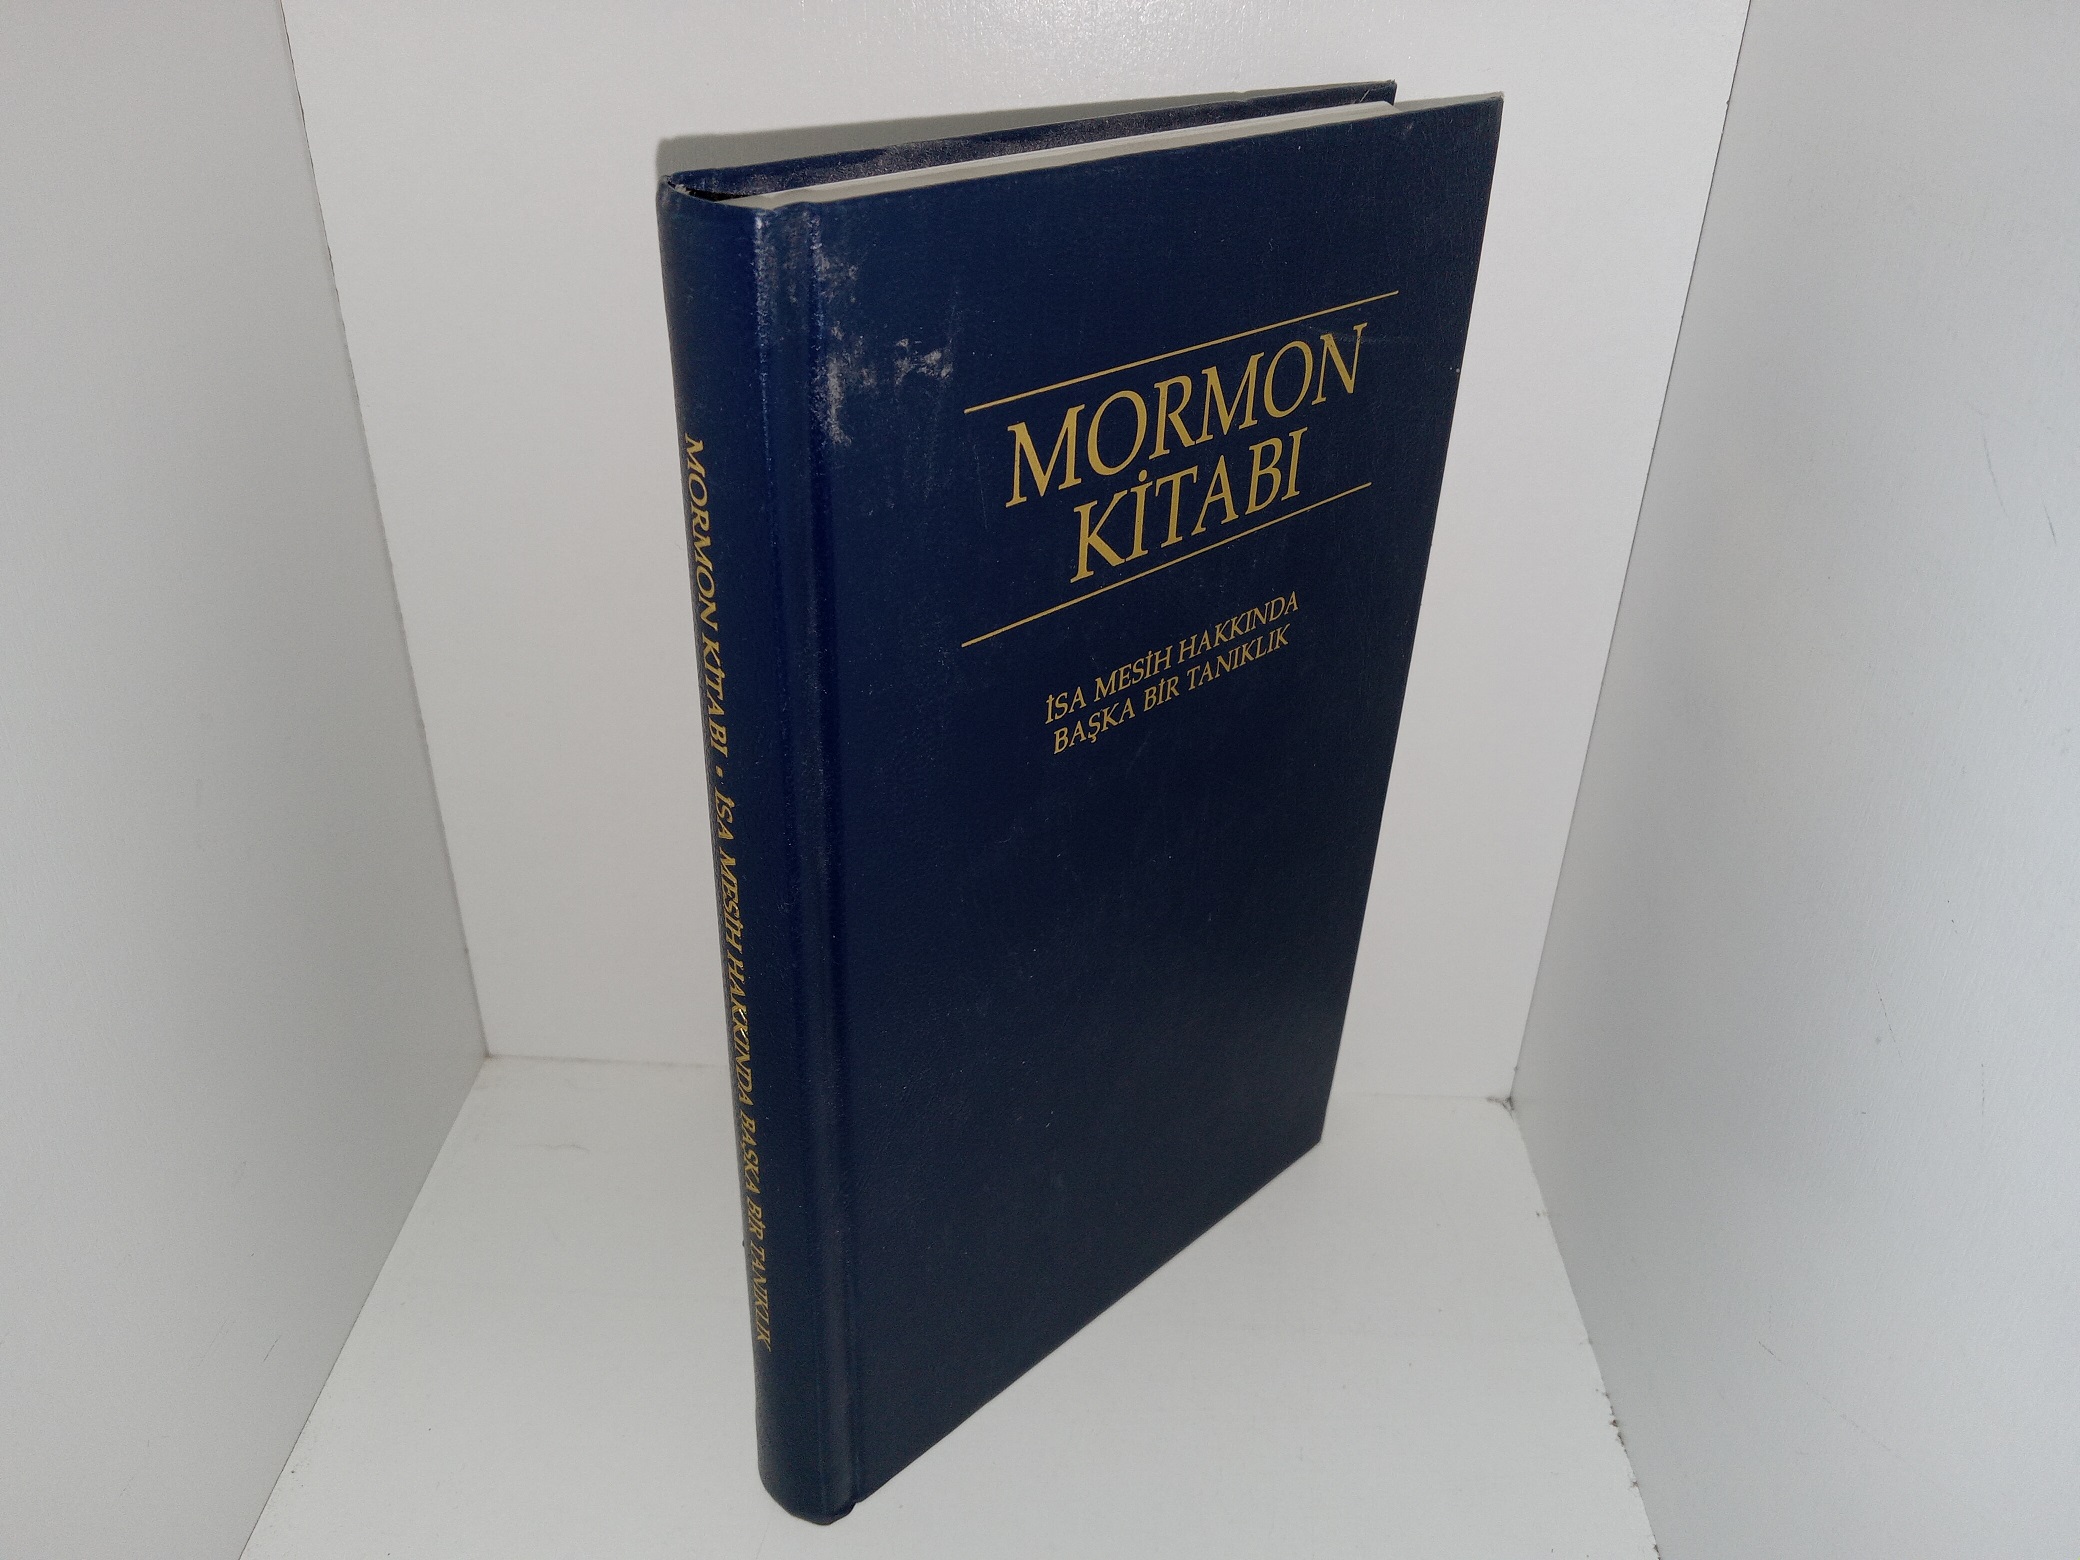 MORMON
KİTABI
İSA MESİH HAKKINDA
BAŞKA BİR TANIKLIK
MORMON KİTABI • İSA MESİH HAKKINDA BAŞKA BİR TANIKLIK